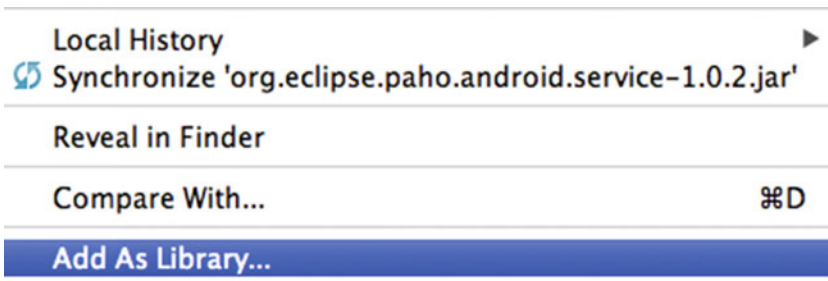 Local History
Synchronize 'org.eclipse.paho.android.service-1.0.2.jar'
Reveal in Finder
Compare With... ⌘D
Add As Library...